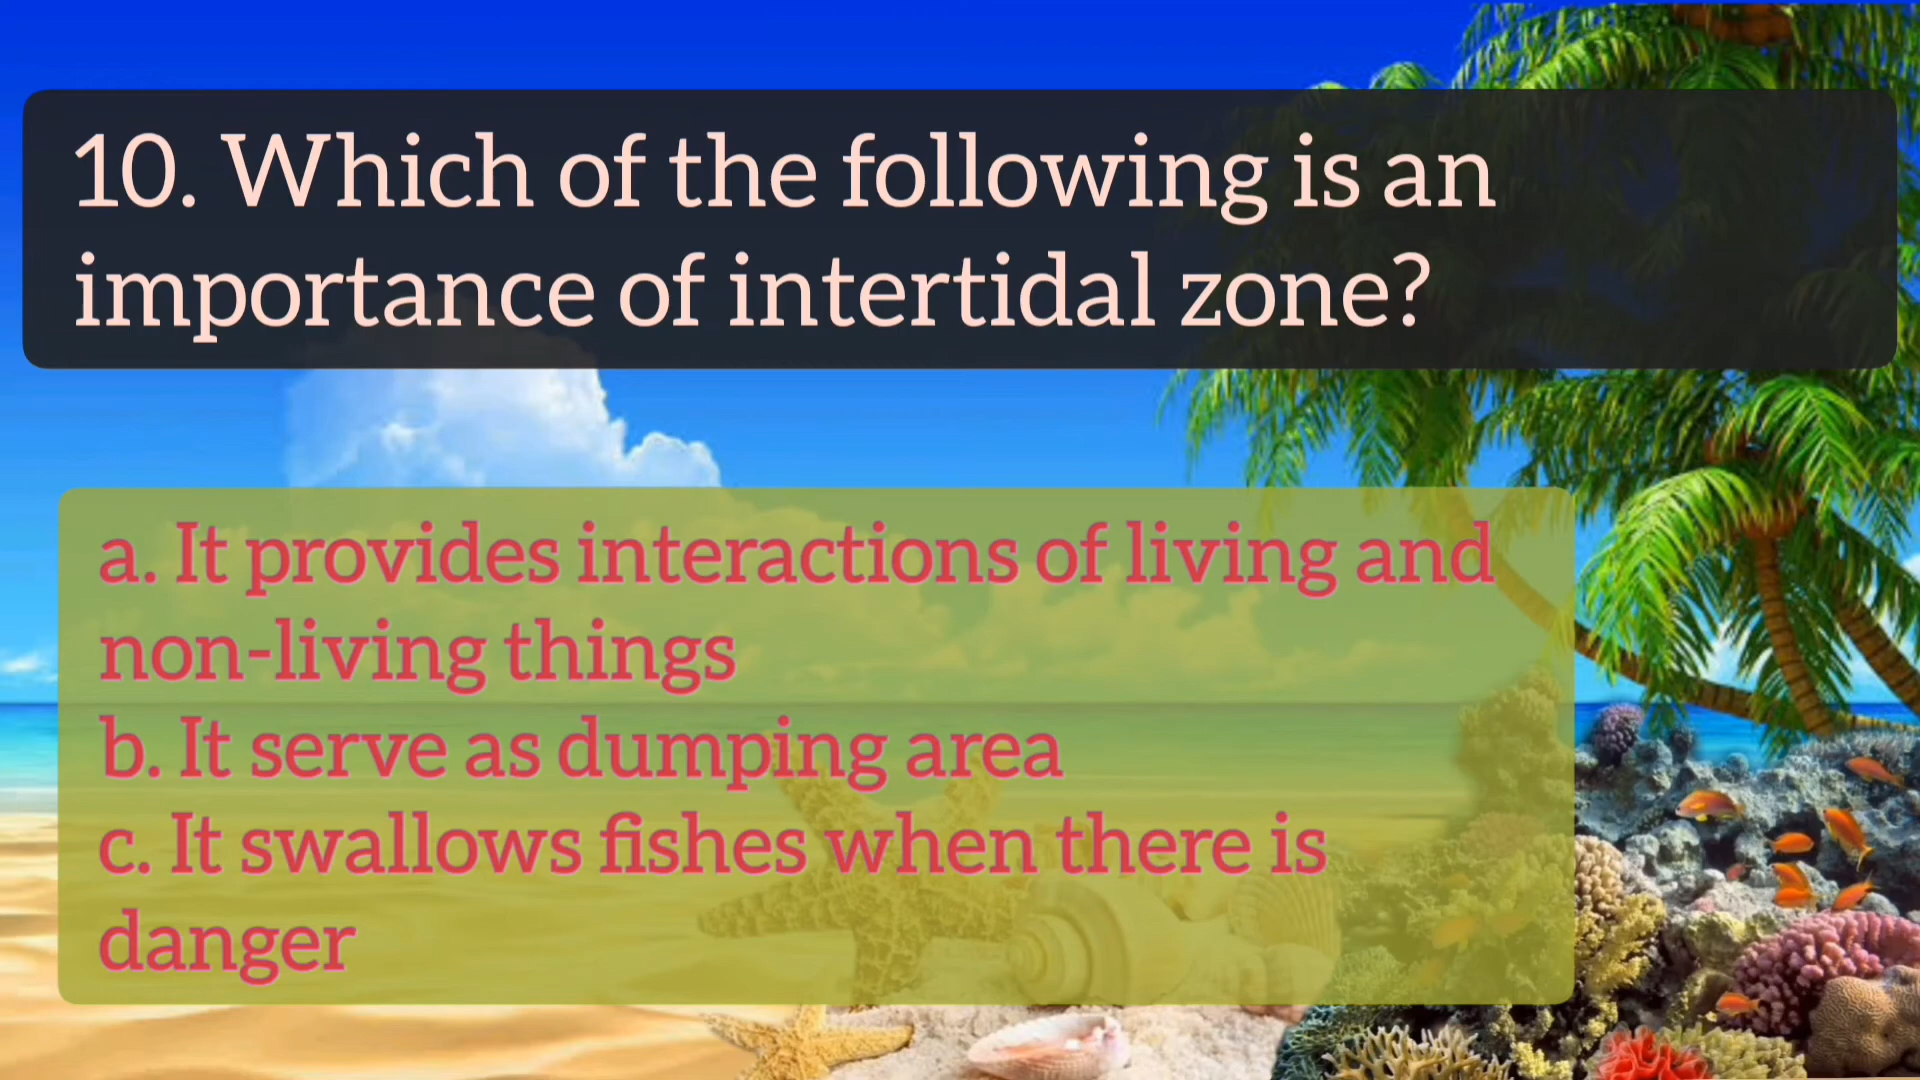 10. Which of the following is an
importance of intertidal zone?
a. It provides interactions of living and
non-living things
b. It serve as dumping area
c. It swallows fishes when there is
danger